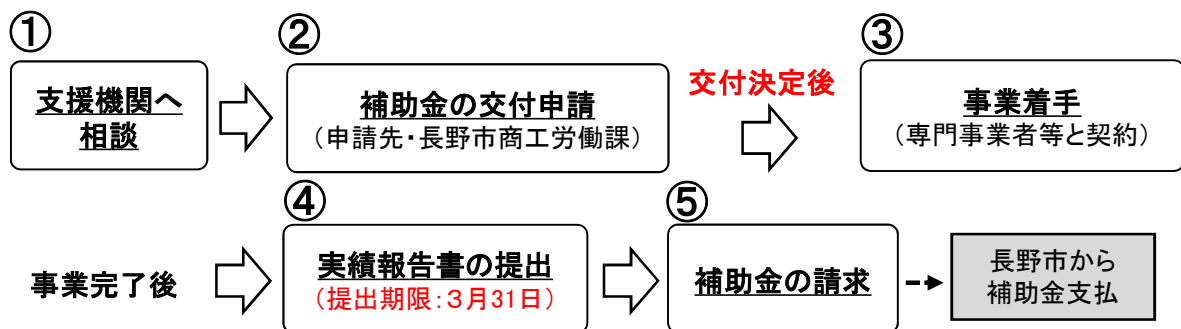 ①
支援機関へ
相談
②
補助金の交付申請
（申請先・長野市商工労働課）
交付決定後
③
事業着手
（専門事業者等と契約）
事業完了後
④
実績報告書の提出
（提出期限：３月31日）
⑤
補助金の請求
長野市から
補助金支払